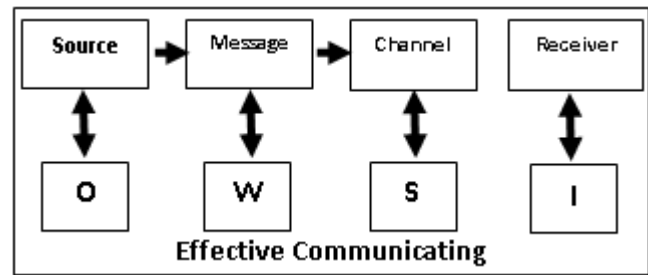 Source Message Channel Receiver
O W S I
Effective Communicating